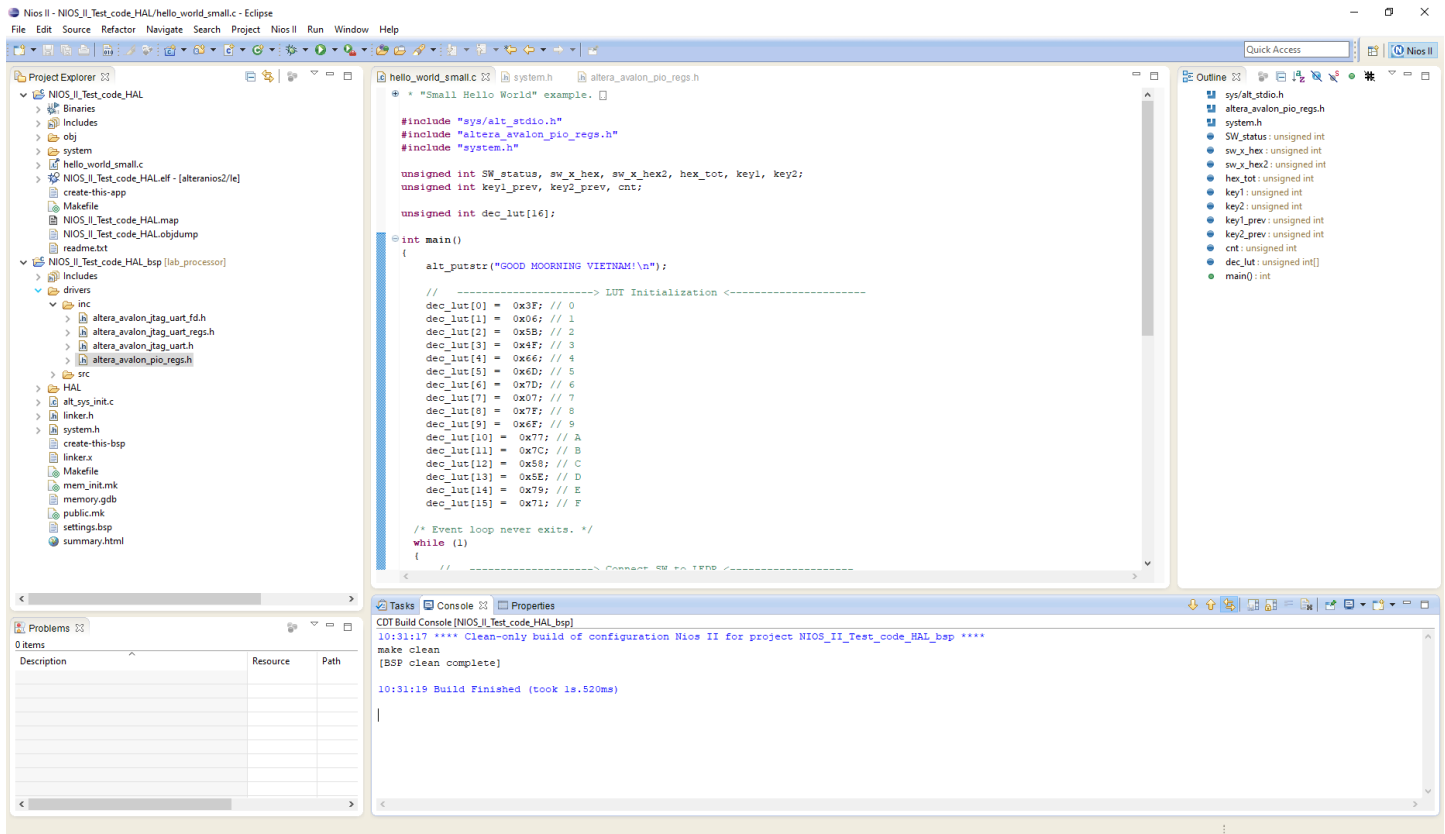 Nios II - NIOS_II_Test_code_HAL/hello_world_small.c - Eclipse
File Edit Source Refactor Navigate Search Project Nios II Run Window Help
Quick Access
Nios II
Project Explorer
NIOS_II_Test_code_HAL
Binaries
Includes
obj
system
hello_world_small.c
NIOS_II_Test_code_HAL.elf - [alteranios2/le]
create-this-app
Makefile
NIOS_II_Test_code_HAL.map
NIOS_II_Test_code_HAL.objdump
readme.txt
NIOS_II_Test_code_HAL_bsp [lab_processor]
Includes
drivers
inc
altera_avalon_jtag_uart_fd.h
altera_avalon_jtag_uart_regs.h
altera_avalon_jtag_uart.h
altera_avalon_pio_regs.h
src
HAL
alt_sys_init.c
linker.h
system.h
create-this-bsp
linker.x
Makefile
mem_init.mk
memory.gdb
public.mk
settings.bsp
summary.html
hello_world_small.c system.h altera_avalon_pio_regs.h
* "Small Hello World" example.
#include "sys/alt_stdio.h"
#include "altera_avalon_pio_regs.h"
#include "system.h"
unsigned int SW_status, sw_x_hex, sw_x_hex2, hex_tot, key1, key2;
unsigned int key1_prev, key2_prev, cnt;
unsigned int dec_lut[16];
int main()
{
alt_putstr("GOOD MOORNING VIETNAM!\n");
// ----------------------> LUT Initialization <----------------------
dec_lut[0] = 0x3F; // 0
dec_lut[1] = 0x06; // 1
dec_lut[2] = 0x5B; // 2
dec_lut[3] = 0x4F; // 3
dec_lut[4] = 0x66; // 4
dec_lut[5] = 0x6D; // 5
dec_lut[6] = 0x7D; // 6
dec_lut[7] = 0x07; // 7
dec_lut[8] = 0x7F; // 8
dec_lut[9] = 0x6F; // 9
dec_lut[10] = 0x77; // A
dec_lut[11] = 0x7C; // B
dec_lut[12] = 0x58; // C
dec_lut[13] = 0x5E; // D
dec_lut[14] = 0x79; // E
dec_lut[15] = 0x71; // F
/* Event loop never exits. */
while (1)
{
// --------------------> Connect SW to LEDR <--------------------
Outline
sys/alt_stdio.h
altera_avalon_pio_regs.h
system.h
SW_status : unsigned int
sw_x_hex : unsigned int
sw_x_hex2 : unsigned int
hex_tot : unsigned int
key1 : unsigned int
key2 : unsigned int
key1_prev : unsigned int
key2_prev : unsigned int
cnt : unsigned int
dec_lut : unsigned int[]
main() : int
Problems
0 items
Description Resource Path
Tasks Console Properties
CDT Build Console [NIOS_II_Test_code_HAL_bsp]
10:31:17 **** Clean-only build of configuration Nios II for project NIOS_II_Test_code_HAL_bsp ****
make clean
[BSP clean complete]
10:31:19 Build Finished (took 1s.520ms)